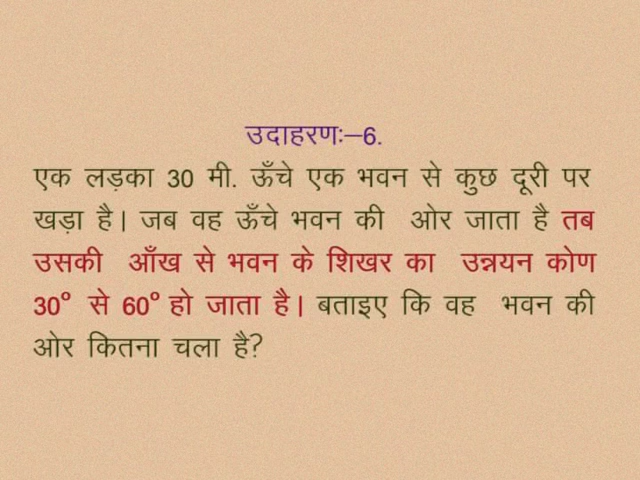 उदाहरणः–6.
एक लड़का 30 मी. ऊँचे एक भवन से कुछ दूरी पर
खड़ा है। जब वह ऊँचे भवन की ओर जाता है तब
उसकी आँख से भवन के शिखर का उन्नयन कोण
30° से 60° हो जाता है। बताइए कि वह भवन की
ओर कितना चला है?